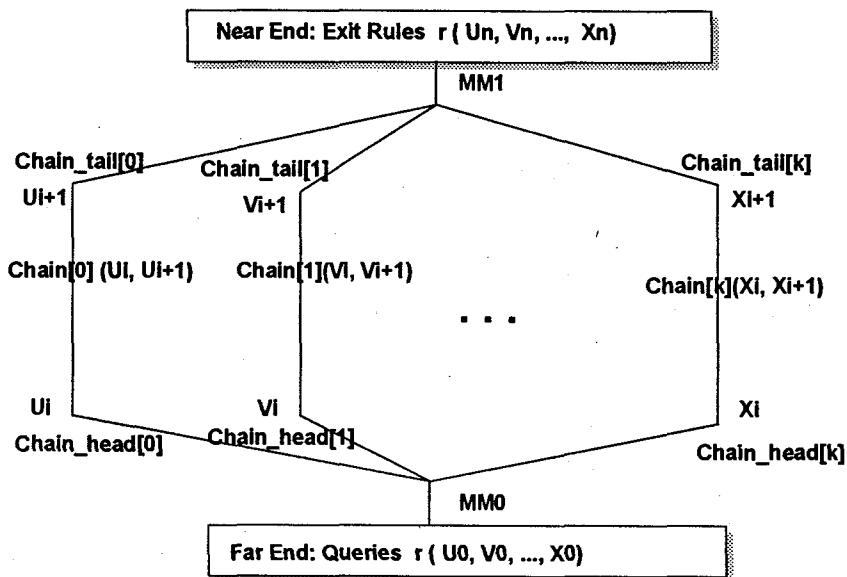 Near End: Exit Rules r ( Un, Vn, ..., Xn)
MM1
Chain_tail[0]
Chain_tail[1]
Chain_tail[k]
Ui+1
Vi+1
Xi+1
Chain[0] (Ui, Ui+1)
Chain[1](Vi, Vi+1)
Chain[k](Xi, Xi+1)
. . .
Ui
Vi
Xi
Chain_head[0]
Chain_head[1]
Chain_head[k]
MM0
Far End: Queries r ( U0, V0, ..., X0)